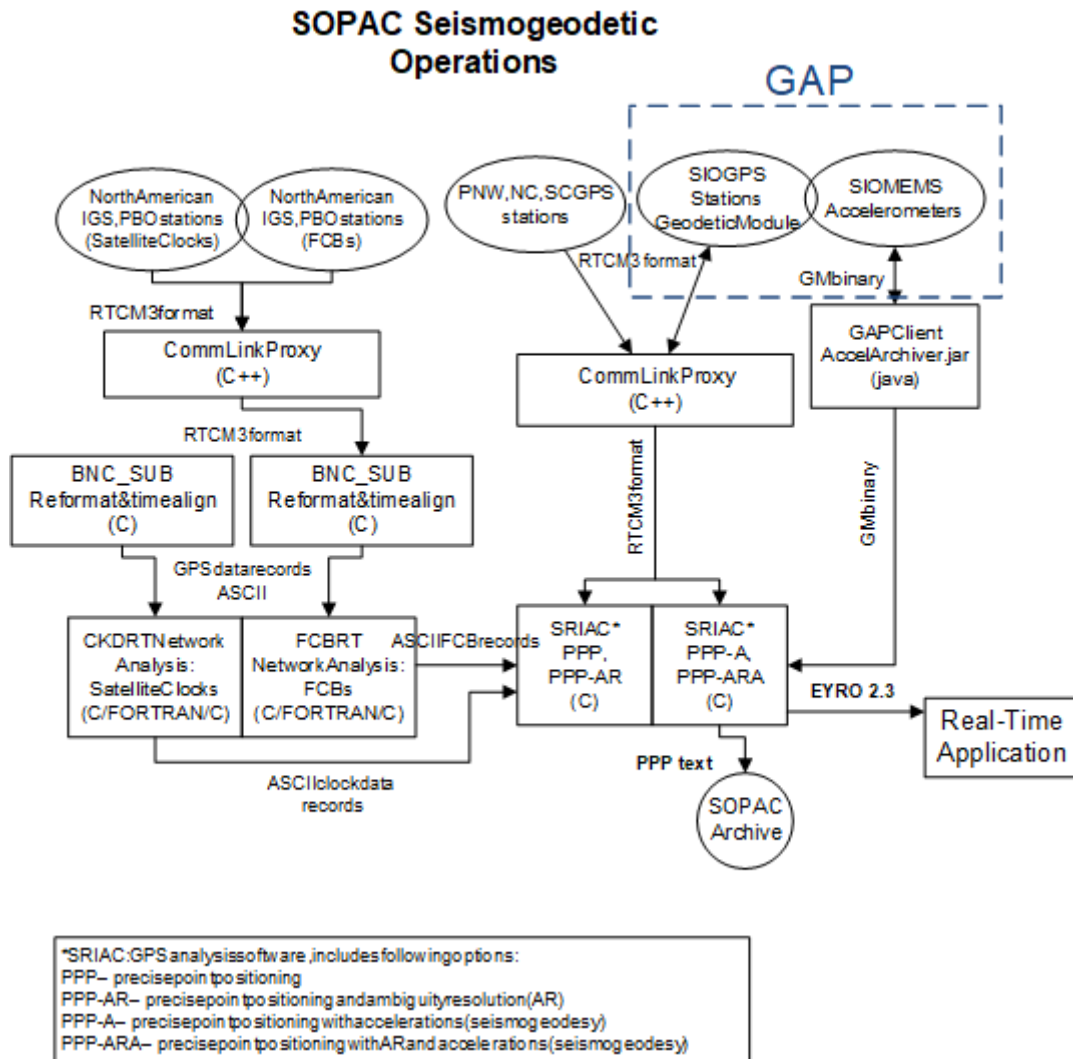 SOPAC Seismogeodetic
Operations
GAP
NorthAmerican
IGS,PBOstations
(SatelliteClocks)
NorthAmerican
IGS,PBOstations
(FCBs)
PNW,NC,SCGPS
stations
SIOGPS
Stations
GeodeticModule
SIOMEMS
Accelerometers
RTCM3format
RTCM3 format
GMbinary
CommLinkProxy
(C++)
CommLinkProxy
(C++)
GAPClient
AccelArchiver.jar
(java)
RTCM3format
RTCM3format
GMbinary
BNC_SUB
Reformat&timealign
(C)
BNC_SUB
Reformat&timealign
(C)
GPSdatarecords
ASCII
CKDRTNetwork
Analysis:
SatelliteClocks
(C/FORTRAN/C)
FCBRT
NetworkAnalysis:
FCBs
(C/FORTRAN/C)
ASCIIFCBrecords
SRIAC*
PPP,
PPP-AR
(C)
SRIAC*
PPP-A,
PPP-ARA
(C)
EYRO 2.3
Real-Time
Application
ASCIIclockdata
records
PPP text
SOPAC
Archive
*SRIAC:GPSanalysissoftware,includesfollowingoptions:
PPP– precisepointpositioning
PPP-AR– precisepointpositioningandambiguityresolution(AR)
PPP-A– precisepointpositioningwithaccelerations(seismogeodesy)
PPP-ARA– precisepointpositioningwithARandaccelerations(seismogeodesy)